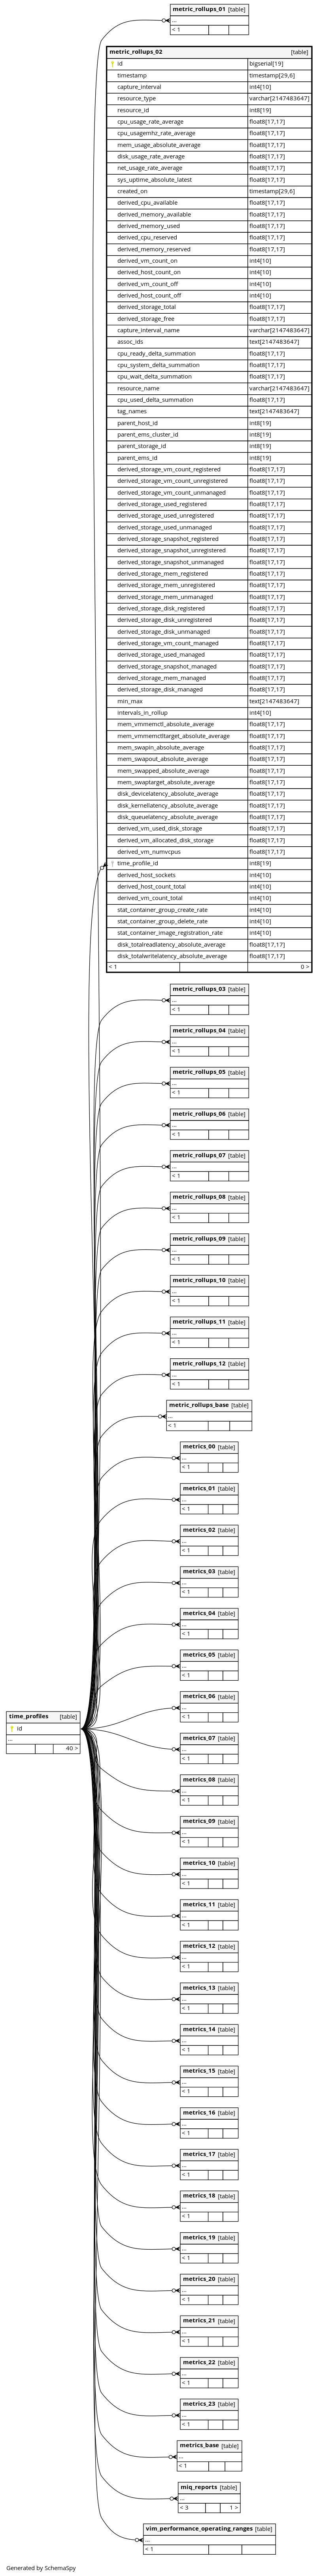 metric_rollups_01 [table]
...
< 1
metric_rollups_02 [table]
id bigserial[19]
timestamp timestamp[29,6]
capture_interval int4[10]
resource_type varchar[2147483647]
resource_id int8[19]
cpu_usage_rate_average float8[17,17]
cpu_usagemhz_rate_average float8[17,17]
mem_usage_absolute_average float8[17,17]
disk_usage_rate_average float8[17,17]
net_usage_rate_average float8[17,17]
sys_uptime_absolute_latest float8[17,17]
created_on timestamp[29,6]
derived_cpu_available float8[17,17]
derived_memory_available float8[17,17]
derived_memory_used float8[17,17]
derived_cpu_reserved float8[17,17]
derived_memory_reserved float8[17,17]
derived_vm_count_on int4[10]
derived_host_count_on int4[10]
derived_vm_count_off int4[10]
derived_host_count_off int4[10]
derived_storage_total float8[17,17]
derived_storage_free float8[17,17]
capture_interval_name varchar[2147483647]
assoc_ids text[2147483647]
cpu_ready_delta_summation float8[17,17]
cpu_system_delta_summation float8[17,17]
cpu_wait_delta_summation float8[17,17]
resource_name varchar[2147483647]
cpu_used_delta_summation float8[17,17]
tag_names text[2147483647]
parent_host_id int8[19]
parent_ems_cluster_id int8[19]
parent_storage_id int8[19]
parent_ems_id int8[19]
derived_storage_vm_count_registered float8[17,17]
derived_storage_vm_count_unregistered float8[17,17]
derived_storage_vm_count_unmanaged float8[17,17]
derived_storage_used_registered float8[17,17]
derived_storage_used_unregistered float8[17,17]
derived_storage_used_unmanaged float8[17,17]
derived_storage_snapshot_registered float8[17,17]
derived_storage_snapshot_unregistered float8[17,17]
derived_storage_snapshot_unmanaged float8[17,17]
derived_storage_mem_registered float8[17,17]
derived_storage_mem_unregistered float8[17,17]
derived_storage_mem_unmanaged float8[17,17]
derived_storage_disk_registered float8[17,17]
derived_storage_disk_unregistered float8[17,17]
derived_storage_disk_unmanaged float8[17,17]
derived_storage_vm_count_managed float8[17,17]
derived_storage_used_managed float8[17,17]
derived_storage_snapshot_managed float8[17,17]
derived_storage_mem_managed float8[17,17]
derived_storage_disk_managed float8[17,17]
min_max text[2147483647]
intervals_in_rollup int4[10]
mem_vmmemctl_absolute_average float8[17,17]
mem_vmmemctltarget_absolute_average float8[17,17]
mem_swapin_absolute_average float8[17,17]
mem_swapout_absolute_average float8[17,17]
mem_swapped_absolute_average float8[17,17]
mem_swaptarget_absolute_average float8[17,17]
disk_devicelatency_absolute_average float8[17,17]
disk_kernellatency_absolute_average float8[17,17]
disk_queuelatency_absolute_average float8[17,17]
derived_vm_used_disk_storage float8[17,17]
derived_vm_allocated_disk_storage float8[17,17]
derived_vm_numvcpus float8[17,17]
time_profile_id int8[19]
derived_host_sockets int4[10]
derived_host_count_total int4[10]
derived_vm_count_total int4[10]
stat_container_group_create_rate int4[10]
stat_container_group_delete_rate int4[10]
stat_container_image_registration_rate int4[10]
disk_totalreadlatency_absolute_average float8[17,17]
disk_totalwritelatency_absolute_average float8[17,17]
< 1 0 >
metric_rollups_03 [table]
...
< 1
metric_rollups_04 [table]
...
< 1
metric_rollups_05 [table]
...
< 1
metric_rollups_06 [table]
...
< 1
metric_rollups_07 [table]
...
< 1
metric_rollups_08 [table]
...
< 1
metric_rollups_09 [table]
...
< 1
metric_rollups_10 [table]
...
< 1
metric_rollups_11 [table]
...
< 1
metric_rollups_12 [table]
...
< 1
metric_rollups_base [table]
...
< 1
metrics_00 [table]
...
< 1
metrics_01 [table]
...
< 1
metrics_02 [table]
...
< 1
metrics_03 [table]
...
< 1
metrics_04 [table]
...
< 1
metrics_05 [table]
...
< 1
metrics_06 [table]
...
< 1
time_profiles [table]
id
...
40 >
metrics_07 [table]
...
< 1
metrics_08 [table]
...
< 1
metrics_09 [table]
...
< 1
metrics_10 [table]
...
< 1
metrics_11 [table]
...
< 1
metrics_12 [table]
...
< 1
metrics_13 [table]
...
< 1
metrics_14 [table]
...
< 1
metrics_15 [table]
...
< 1
metrics_16 [table]
...
< 1
metrics_17 [table]
...
< 1
metrics_18 [table]
...
< 1
metrics_19 [table]
...
< 1
metrics_20 [table]
...
< 1
metrics_21 [table]
...
< 1
metrics_22 [table]
...
< 1
metrics_23 [table]
...
< 1
metrics_base [table]
...
< 1
miq_reports [table]
...
< 3 1 >
vim_performance_operating_ranges [table]
...
< 1
Generated by SchemaSpy